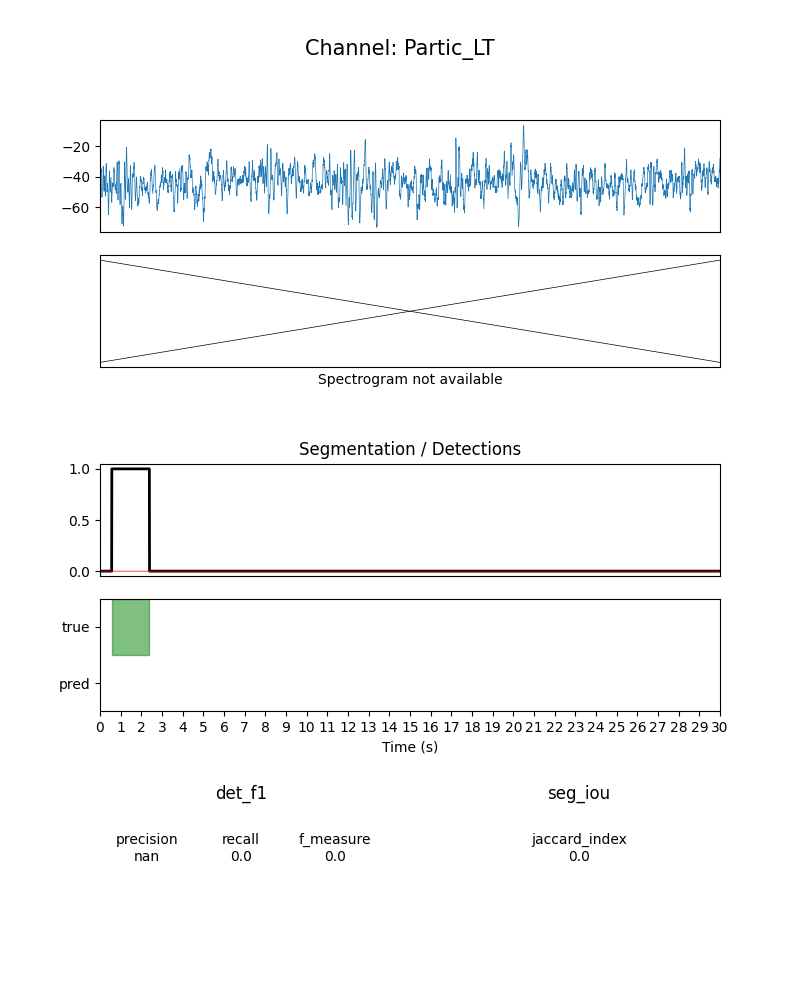 Channel: Partic_LT
−20
−40
−60
Spectrogram not available
Segmentation / Detections
1.0
0.5
0.0
true
pred
0 1 2 3 4 5 6 7 8 9 10 11 12 13 14 15 16 17 18 19 20 21 22 23 24 25 26 27 28 29 30
Time (s)
det_f1 seg_iou
precision recall f_measure jaccard_index
nan 0.0 0.0 0.0